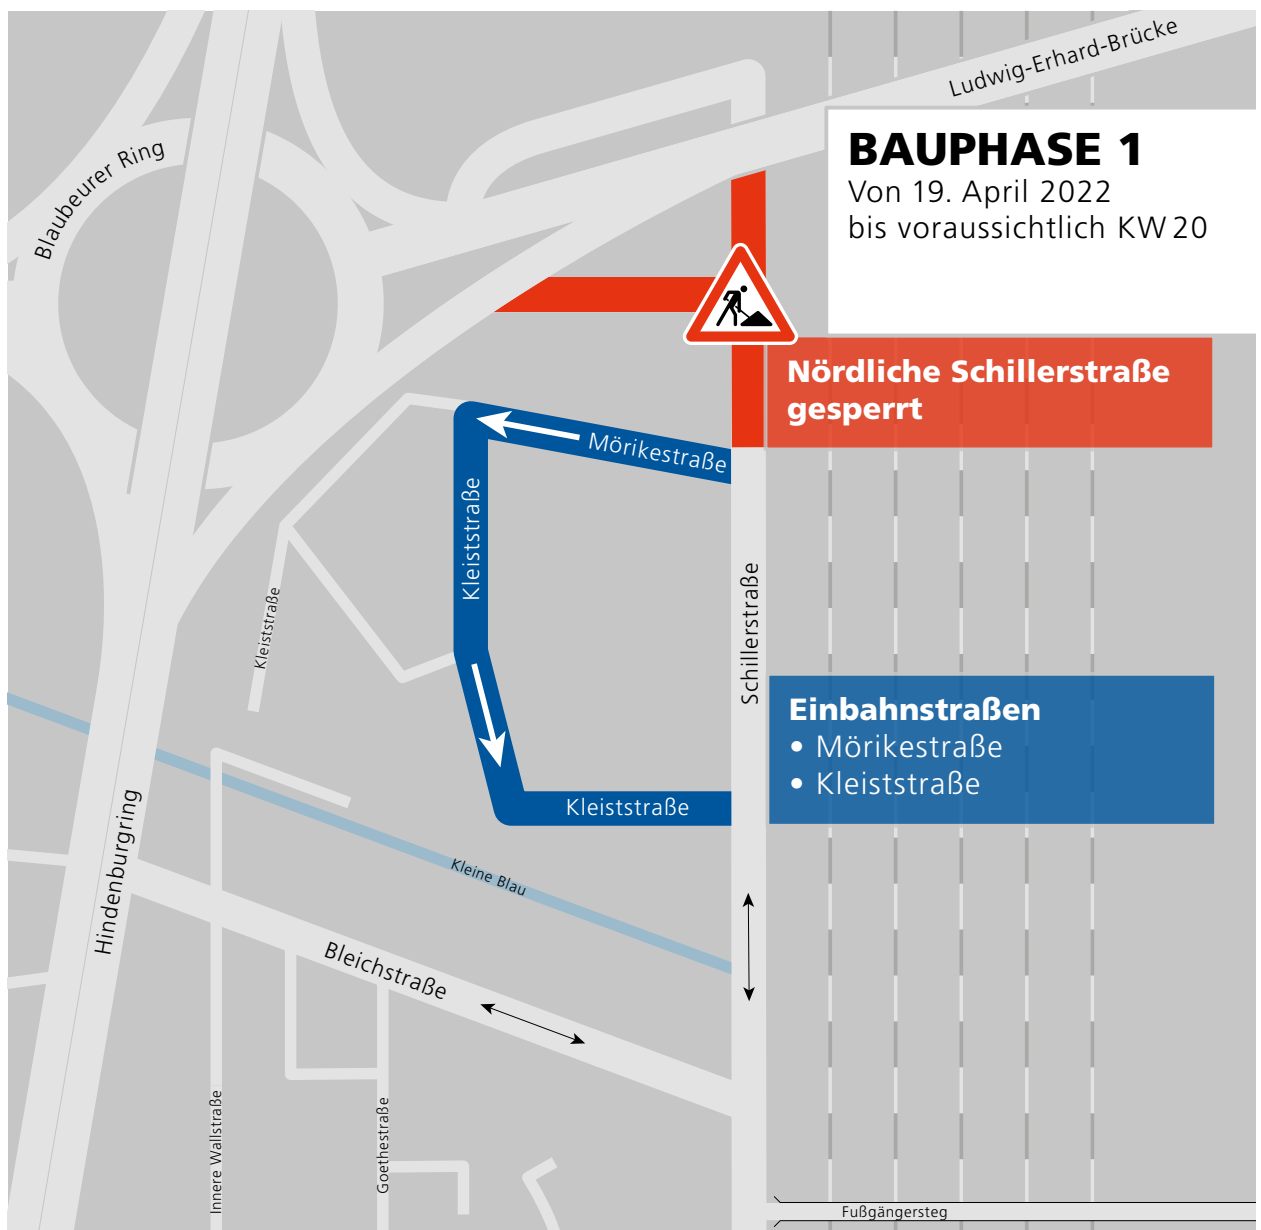 Ludwig-Erhard-Brücke
BAUPHASE 1
Von 19. April 2022
bis voraussichtlich KW 20
Blaubeurer Ring
Nördliche Schillerstraße
gesperrt
Mörikestraße
Kleiststraße
Kleiststraße
Schillerstraße
Einbahnstraßen
• Mörikestraße
• Kleiststraße
Kleiststraße
Hindenburgring
Kleine Blau
Bleichstraße
Innere Wallstraße
Goethestraße
Fußgängersteg